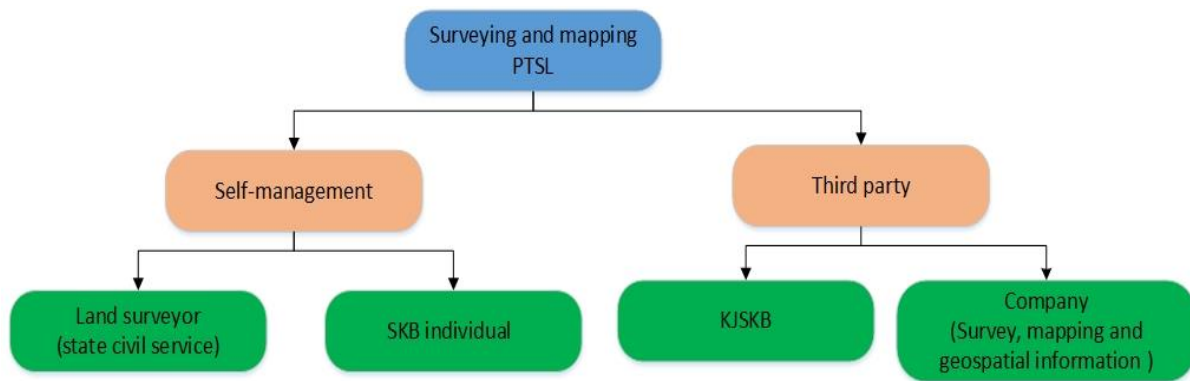 Surveying and mapping
PTSL
Self-management
Third party
Land surveyor
(state civil service)
SKB individual
KJSKB
Company
(Survey, mapping and
geospatial information )